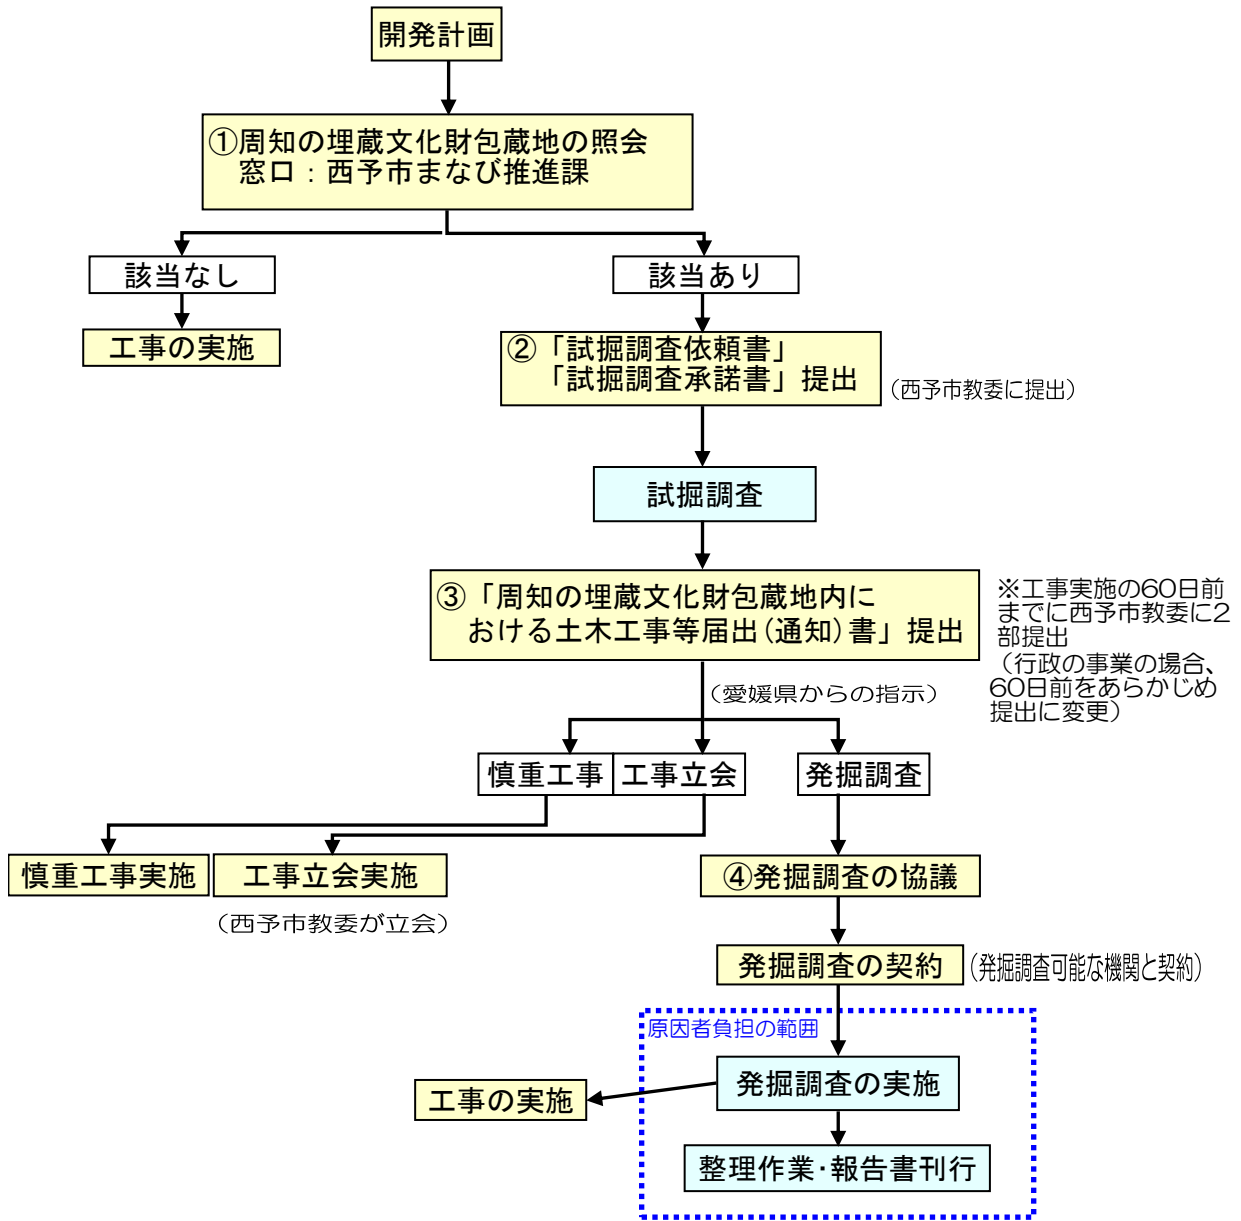 開発計画
①周知の埋蔵文化財包蔵地の照会
窓口：西予市まなび推進課
該当なし
該当あり
工事の実施
②「試掘調査依頼書」
「試掘調査承諾書」提出
（西予市教委に提出）
試掘調査
③「周知の埋蔵文化財包蔵地内に
おける土木工事等届出(通知)書」提出
※工事実施の60日前
までに西予市教委に2
部提出
（行政の事業の場合、
60日前をあらかじめ
提出に変更）
（愛媛県からの指示）
慎重工事
工事立会
発掘調査
慎重工事実施
工事立会実施
④発掘調査の協議
（西予市教委が立会）
発掘調査の契約
（発掘調査可能な機関と契約）
原因者負担の範囲
発掘調査の実施
工事の実施
整理作業･報告書刊行